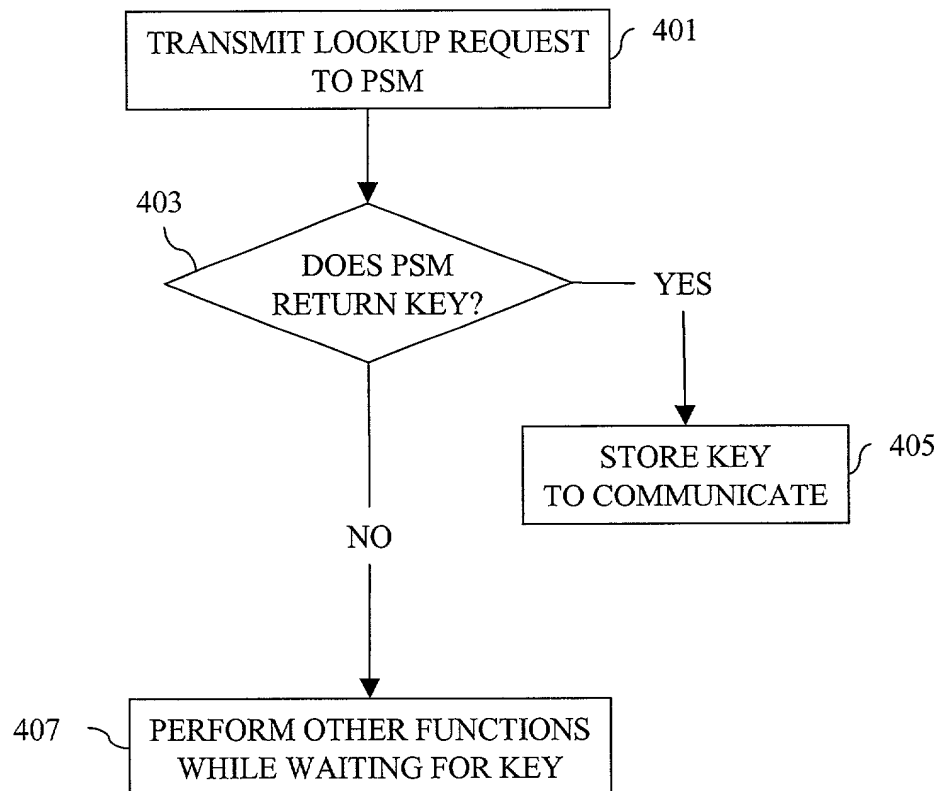 TRANSMIT LOOKUP REQUEST
TO PSM
401
403
DOES PSM
RETURN KEY?
YES
STORE KEY
TO COMMUNICATE
405
NO
407
PERFORM OTHER FUNCTIONS
WHILE WAITING FOR KEY